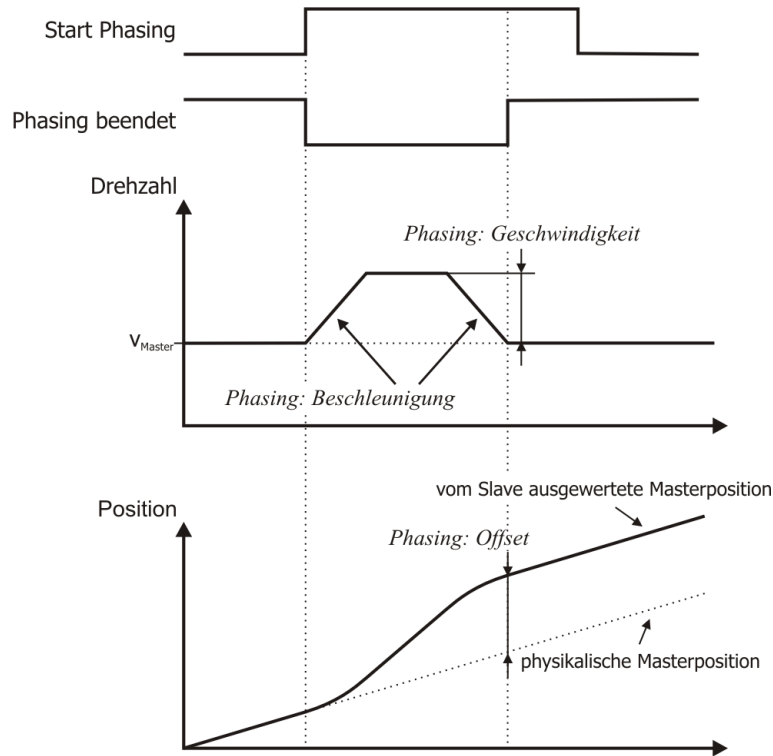 Start Phasing
Phasing beendet
Drehzahl
Phasing: Geschwindigkeit
VMaster
Phasing: Beschleunigung
vom Slave ausgewertete Masterposition
Position
Phasing: Offset
physikalische Masterposition